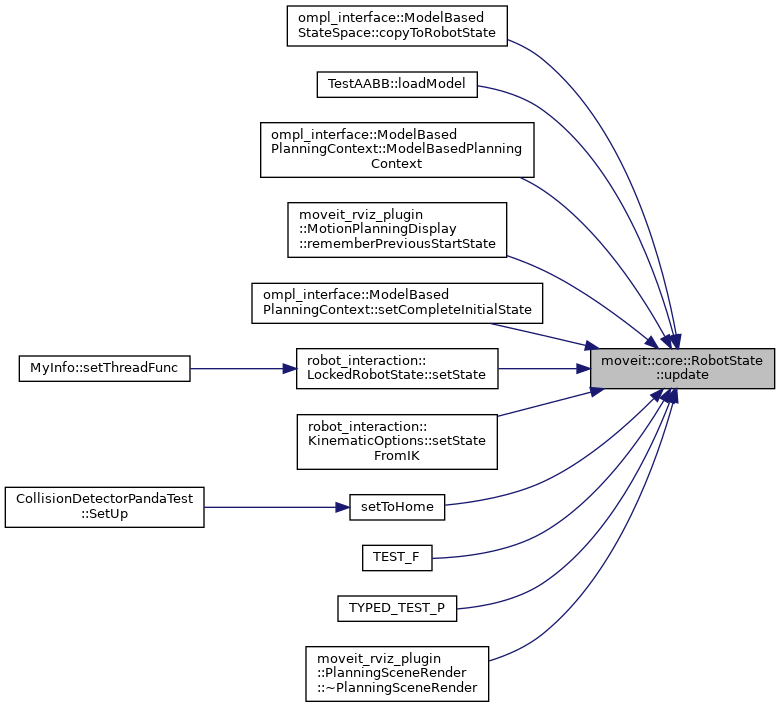 ompl_interface::ModelBased
StateSpace::copyToRobotState
TestAABB::loadModel
ompl_interface::ModelBased
PlanningContext::ModelBasedPlanning
Context
moveit_rviz_plugin
::MotionPlanningDisplay
::rememberPreviousStartState
ompl_interface::ModelBased
PlanningContext::setCompleteInitialState
MyInfo::setThreadFunc
robot_interaction::
LockedRobotState::setState
moveit::core::RobotState
::update
robot_interaction::
KinematicOptions::setState
FromIK
CollisionDetectorPandaTest
::SetUp
setToHome
TEST_F
TYPED_TEST_P
moveit_rviz_plugin
::PlanningSceneRender
::~PlanningSceneRender